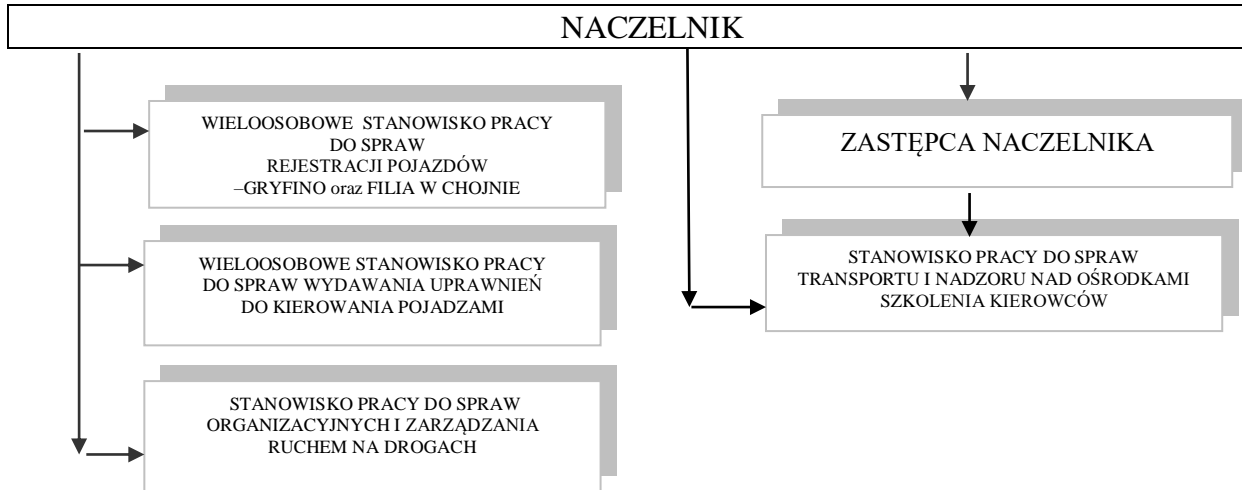 NACZELNIK
WIELOOSOBOWE STANOWISKO PRACY
DO SPRAW
REJESTRACJI POJAZDÓW
–GRYFINO oraz FILIA W CHOJNIE
WIELOOSOBOWE STANOWISKO PRACY
DO SPRAW WYDAWANIA UPRAWNIEŃ
DO KIEROWANIA POJADZAMI
STANOWISKO PRACY DO SPRAW
ORGANIZACYJNYCH I ZARZĄDZANIA
RUCHEM NA DROGACH
ZASTĘPCA NACZELNIKA
STANOWISKO PRACY DO SPRAW
TRANSPORTU I NADZORU NAD OŚRODKAMI
SZKOLENIA KIEROWCÓW